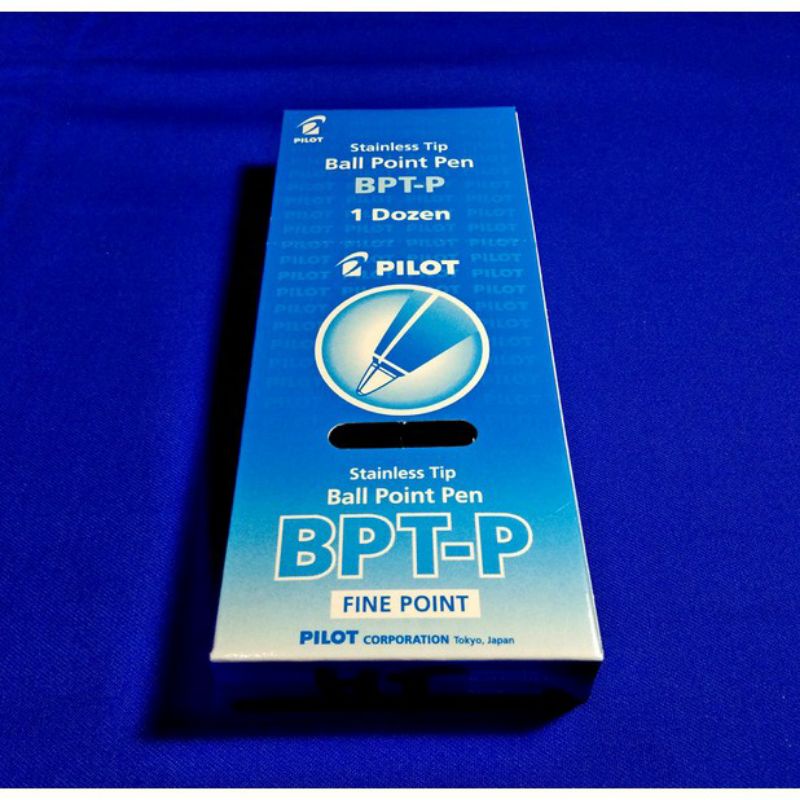 PILOT
Stainless Tip
Ball Point Pen
BPT-P
1 Dozen
PILOT
Stainless Tip
Ball Point Pen
BPT-P
FINE POINT
PILOT CORPORATION Tokyo, Japan